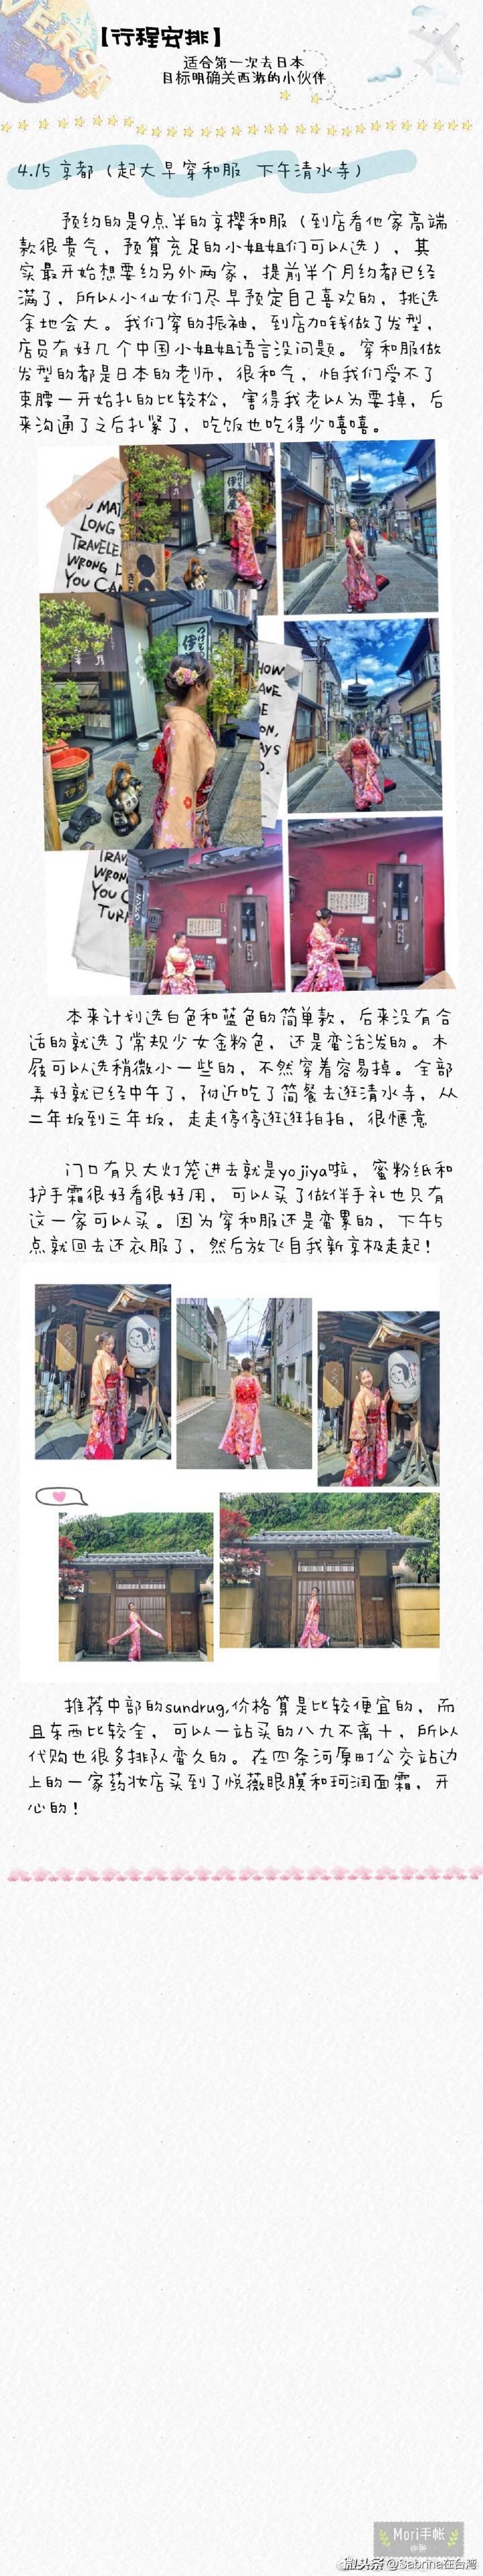 VERSE
【行程安排】
适合第一次去日本
目标明确关西游的小伙伴
4.15 京都（起大早穿和服 下午清水寺）
预约的是9点半的京樱和服（到店看他家高端
款很贵气，预算充足的小姐姐们可以选），其
实最开始想要约另外两家，提前半个月约都已经
满了，所以小仙女们尽早预定自己喜欢的，挑选
余地会大。我们穿的振袖，到店加钱做了发型，
店员有好几个中国小姐姐语言没问题。穿和服做
发型的都是日本的老师，很和气，怕我们受不了
束腰一开始扎的比较松，害得我老以为要掉，后
来沟通了之后扎紧了，吃饭也吃得少嘻嘻。
LONG
TRAVELE
WRONG
YOU CA
HOW
AVE
ON,
AYS
TRAV
WRON
YOU C
TUR
本来计划选白色和蓝色的简单款，后来没有合
适的就选了常规少女金粉色，还是蛮活泼的。木
屐可以选稍微小一些的，不然穿着容易掉。全部
弄好就已经中午了，附近吃了简餐去逛清水寺，从
二年坂到三年坂，走走停停逛逛拍拍，很惬意
门口有只大灯笼进去就是yojiya啦，蜜粉纸和
护手霜很好看很好用，可以买了做伴手礼也只有
这一家可以买。因为穿和服还是蛮累的，下午5
点就回去还衣服了，然后放飞自我新京极走起！
推荐中部的sundrug,价格算是比较便宜的，而
且东西比较全，可以一站买的八九不离十，所以
代购也很多排队蛮久的。在四条河原町公交站边
上的一家药妆店买到了悦薇眼膜和珂润面霜，开
心的！
Mori手帐
微头条 @Sabrina在台湾